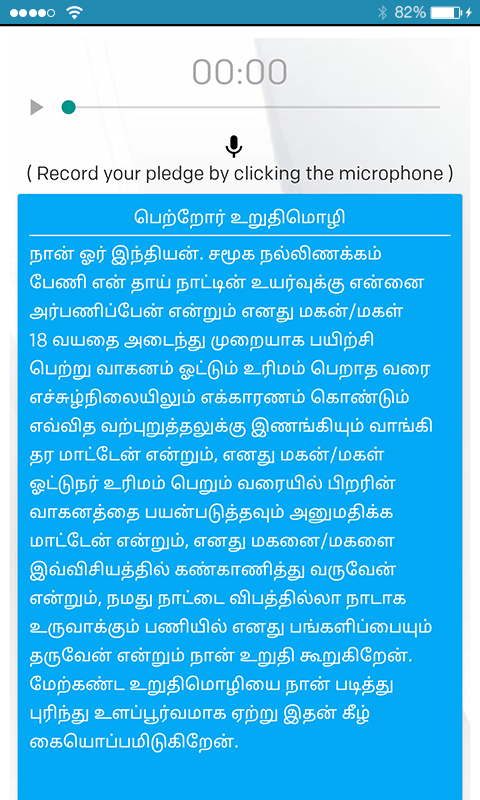 82%
00:00
( Record your pledge by clicking the microphone )
பெற்றோர் உறுதிமொழி
நான் ஓர் இந்தியன். சமூக நல்லிணக்கம்
பேணி என் தாய் நாட்டின் உயர்வுக்கு என்னை
அர்பணிப்பேன் என்றும் எனது மகன்/மகள்
18 வயதை அடைந்து முறையாக பயிற்சி
பெற்று வாகனம் ஓட்டும் உரிமம் பெறாத வரை
எச்சுழ்நிலையிலும் எக்காரணம் கொண்டும்
எவ்வித வற்புறுத்தலுக்கு இணங்கியும் வாங்கி
தர மாட்டேன் என்றும், எனது மகன்/மகள்
ஓட்டுநர் உரிமம் பெறும் வரையில் பிறரின்
வாகனத்தை பயன்படுத்தவும் அனுமதிக்க
மாட்டேன் என்றும், எனது மகனை/மகளை
இவ்விசியத்தில் கண்காணித்து வருவேன்
என்றும், நமது நாட்டை விபத்தில்லா நாடாக
உருவாக்கும் பணியில் எனது பங்களிப்பையும்
தருவேன் என்றும் நான் உறுதி கூறுகிறேன்.
மேற்கண்ட உறுதிமொழியை நான் படித்து
புரிந்து உளப்பூர்வமாக ஏற்று இதன் கீழ்
கையொப்பமிடுகிறேன்.